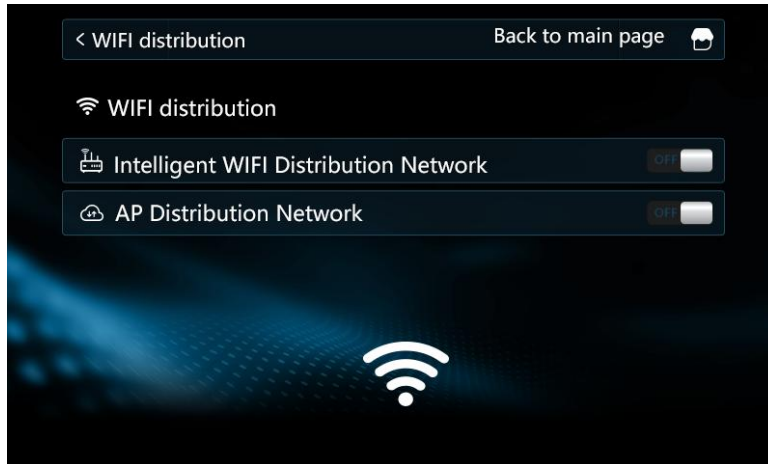 < WIFI distribution Back to main page
WIFI distribution
Intelligent WIFI Distribution Network OFF
AP Distribution Network OFF